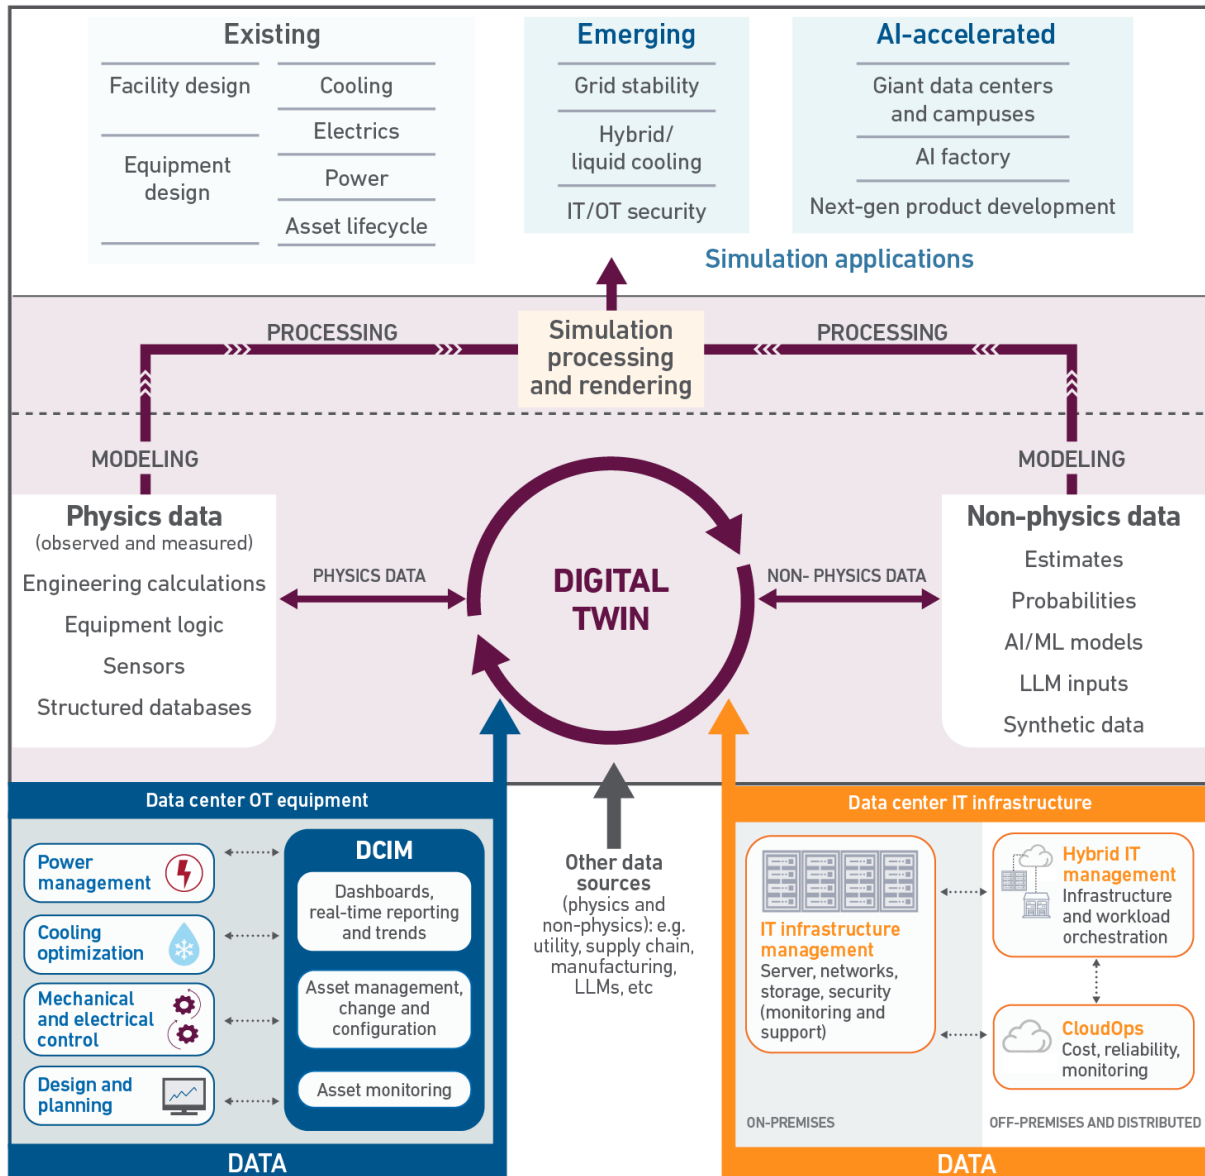 Existing
Facility design
Equipment
design
Cooling
Electrics
Power
Asset lifecycle
Emerging
Grid stability
Hybrid/
liquid cooling
IT/OT security
AI-accelerated
Giant data centers
and campuses
AI factory
Next-gen product development
Simulation applications
PROCESSING
Simulation
processing
and rendering
PROCESSING
MODELING
MODELING
Physics data
(observed and measured)
Engineering calculations
Equipment logic
Sensors
Structured databases
PHYSICS DATA
DIGITAL
TWIN
NON- PHYSICS DATA
Non-physics data
Estimates
Probabilities
AI/ML models
LLM inputs
Synthetic data
Data center OT equipment
Power
management
Cooling
optimization
Mechanical
and electrical
control
Design and
planning
DCIM
Dashboards,
real-time reporting
and trends
Asset management,
change and
configuration
Asset monitoring
DATA
Other data
sources
(physics and
non-physics): e.g.
utility, supply chain,
manufacturing,
LLMs, etc
Data center IT infrastructure
IT infrastructure
management
Server, networks,
storage, security
(monitoring and
support)
ON-PREMISES
Hybrid IT
management
Infrastructure
and workload
orchestration
CloudOps
Cost, reliability,
monitoring
OFF-PREMISES AND DISTRIBUTED
DATA